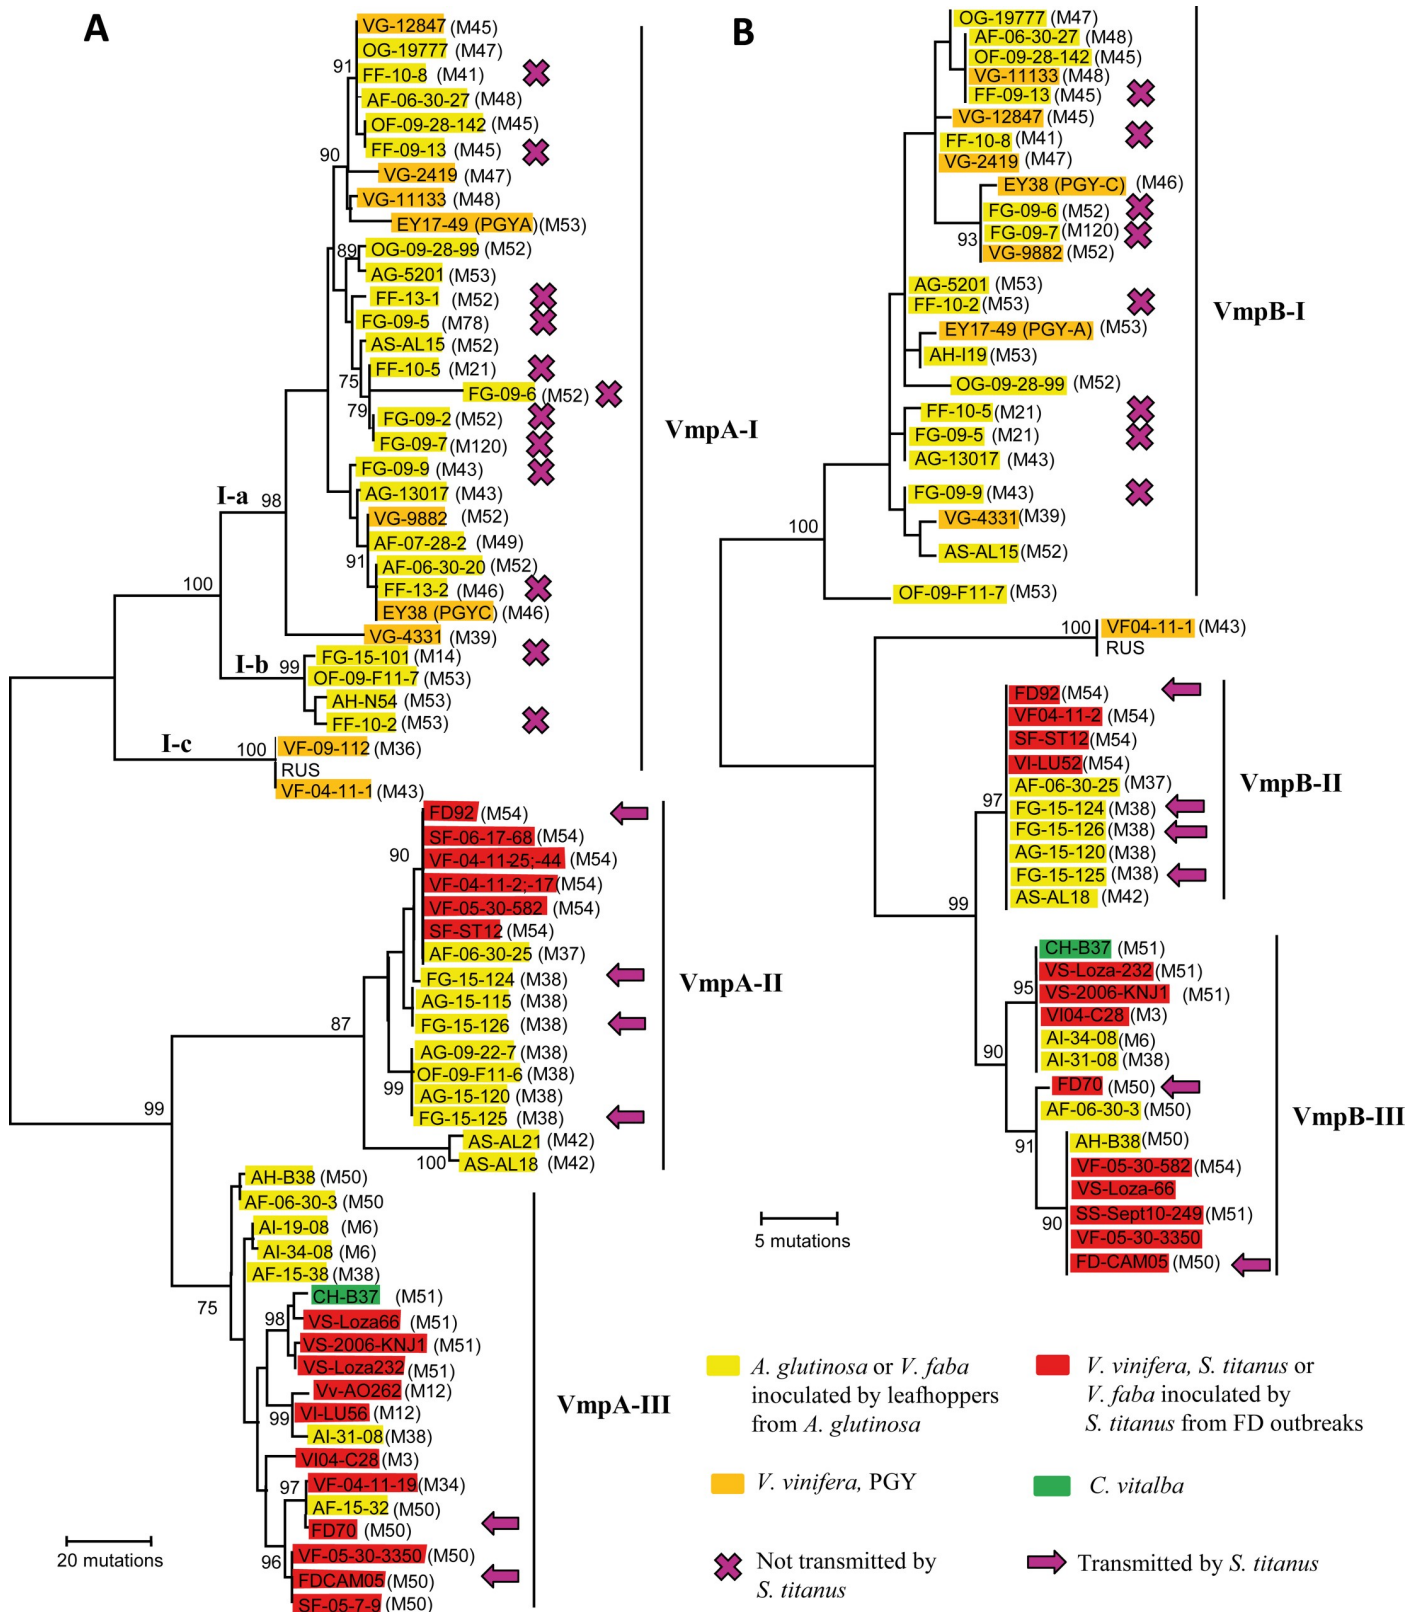 A
VG-12847 (M45)
OG-19777 (M47)
91
FF-10-8 (M41)
AF-06-30-27 (M48)
OF-09-28-142 (M45)
FF-09-13 (M45)
90
VG-2419 (M47)
VG-11133 (M48)
EY17-49 (PGYA) (M53)
89
OG-09-28-99 (M52)
AG-5201 (M53)
FF-13-1 (M52)
FG-09-5 (M78)
AS-AL15 (M52)
FF-10-5 (M21)
75
FG-09-6 (M52)
79
FG-09-2 (M52)
FG-09-7 (M120)
FG-09-9 (M43)
AG-13017 (M43)
I-a
98
VG-9882 (M52)
AF-07-28-2 (M49)
91
AF-06-30-20 (M52)
FF-13-2 (M46)
100
EY38 (PGYC) (M46)
VG-4331 (M39)
FG-15-101 (M14)
I-b
99
OF-09-F11-7 (M53)
AH-N54 (M53)
FF-10-2 (M53)
I-c
100
VF-09-112 (M36)
RUS
VF-04-11-1 (M43)
VmpA-I
FD92 (M54)
SF-06-17-68 (M54)
90
VF-04-11-25;-44 (M54)
VF-04-11-2;-17 (M54)
VF-05-30-582 (M54)
SF-ST12 (M54)
AF-06-30-25 (M37)
FG-15-124 (M38)
AG-15-115 (M38)
87
FG-15-126 (M38)
AG-09-22-7 (M38)
OF-09-F11-6 (M38)
99
AG-15-120 (M38)
FG-15-125 (M38)
99
AS-AL21 (M42)
100
AS-AL18 (M42)
VmpA-II
AH-B38 (M50)
AF-06-30-3 (M50
AI-19-08 (M6)
AI-34-08 (M6)
AF-15-38 (M38)
75
CH-B37 (M51)
98
VS-Loza66 (M51)
VS-2006-KNJ1 (M51)
VS-Loza232 (M51)
Vv-AO262 (M12)
99
VI-LU56 (M12)
AI-31-08 (M38)
VI04-C28 (M3)
97
VF-04-11-19 (M34)
AF-15-32 (M50)
FD70 (M50)
96
VF-05-30-3350 (M50)
FDCAM05 (M50)
SF-05-7-9 (M50)
VmpA-III
20 mutations
B
OG-19777 (M47)
AF-06-30-27 (M48)
OF-09-28-142 (M45)
VG-11133 (M48)
FF-09-13 (M45)
VG-12847 (M45)
FF-10-8 (M41)
VG-2419 (M47)
EY38 (PGY-C) (M46)
FG-09-6 (M52)
93
FG-09-7 (M120)
VG-9882 (M52)
AG-5201 (M53)
FF-10-2 (M53)
EY17-49 (PGY-A) (M53)
AH-I19 (M53)
OG-09-28-99 (M52)
FF-10-5 (M21)
FG-09-5 (M21)
AG-13017 (M43)
FG-09-9 (M43)
100
VG-4331 (M39)
AS-AL15 (M52)
OF-09-F11-7 (M53)
VmpB-I
100
VF04-11-1 (M43)
RUS
FD92 (M54)
VF04-11-2 (M54)
SF-ST12 (M54)
VI-LU52 (M54)
AF-06-30-25 (M37)
97
FG-15-124 (M38)
FG-15-126 (M38)
AG-15-120 (M38)
FG-15-125 (M38)
AS-AL18 (M42)
VmpB-II
99
CH-B37 (M51)
VS-Loza-232 (M51)
95
VS-2006-KNJ1 (M51)
VI04-C28 (M3)
AI-34-08 (M6)
90
AI-31-08 (M38)
FD70 (M50)
AF-06-30-3 (M50)
91
AH-B38 (M50)
VF-05-30-582 (M54)
VS-Loza-66
90
SS-Sept10-249 (M51)
VF-05-30-3350
FD-CAM05 (M50)
VmpB-III
5 mutations
A. glutinosa or V. faba
inoculated by leafhoppers
from A. glutinosa
V. vinifera, S. titanus or
V. faba inoculated by
S. titanus from FD outbreaks
V. vinifera, PGY
C. vitalba
Not transmitted by
S. titanus
Transmitted by S. titanus